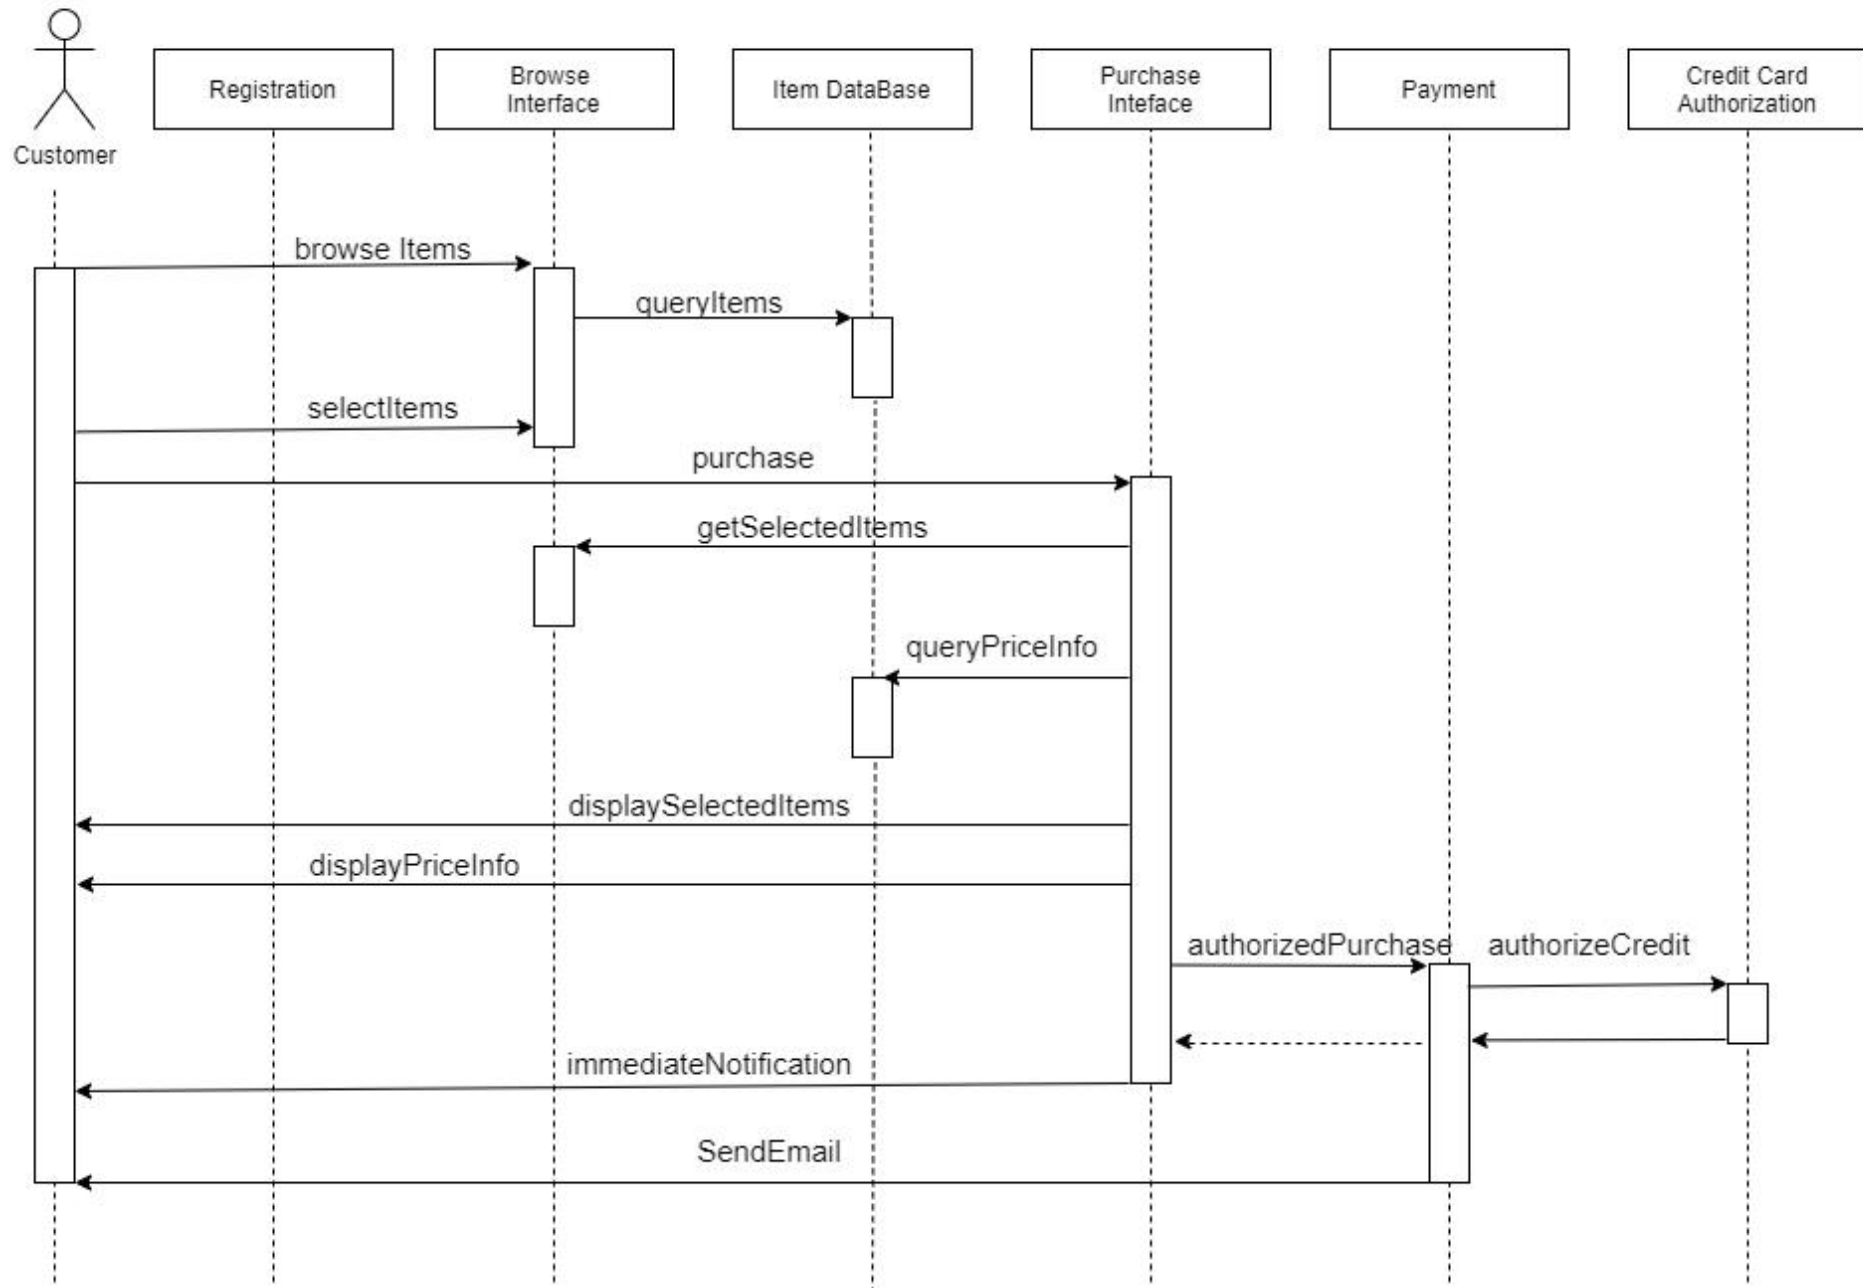 Customer
Registration
Browse
Interface
Item DataBase
Purchase
Inteface
Payment
Credit Card
Authorization
browse Items
queryItems
selectItems
purchase
getSelectedItems
queryPriceInfo
displaySelectedItems
displayPriceInfo
authorizedPurchase
authorizeCredit
immediateNotification
SendEmail